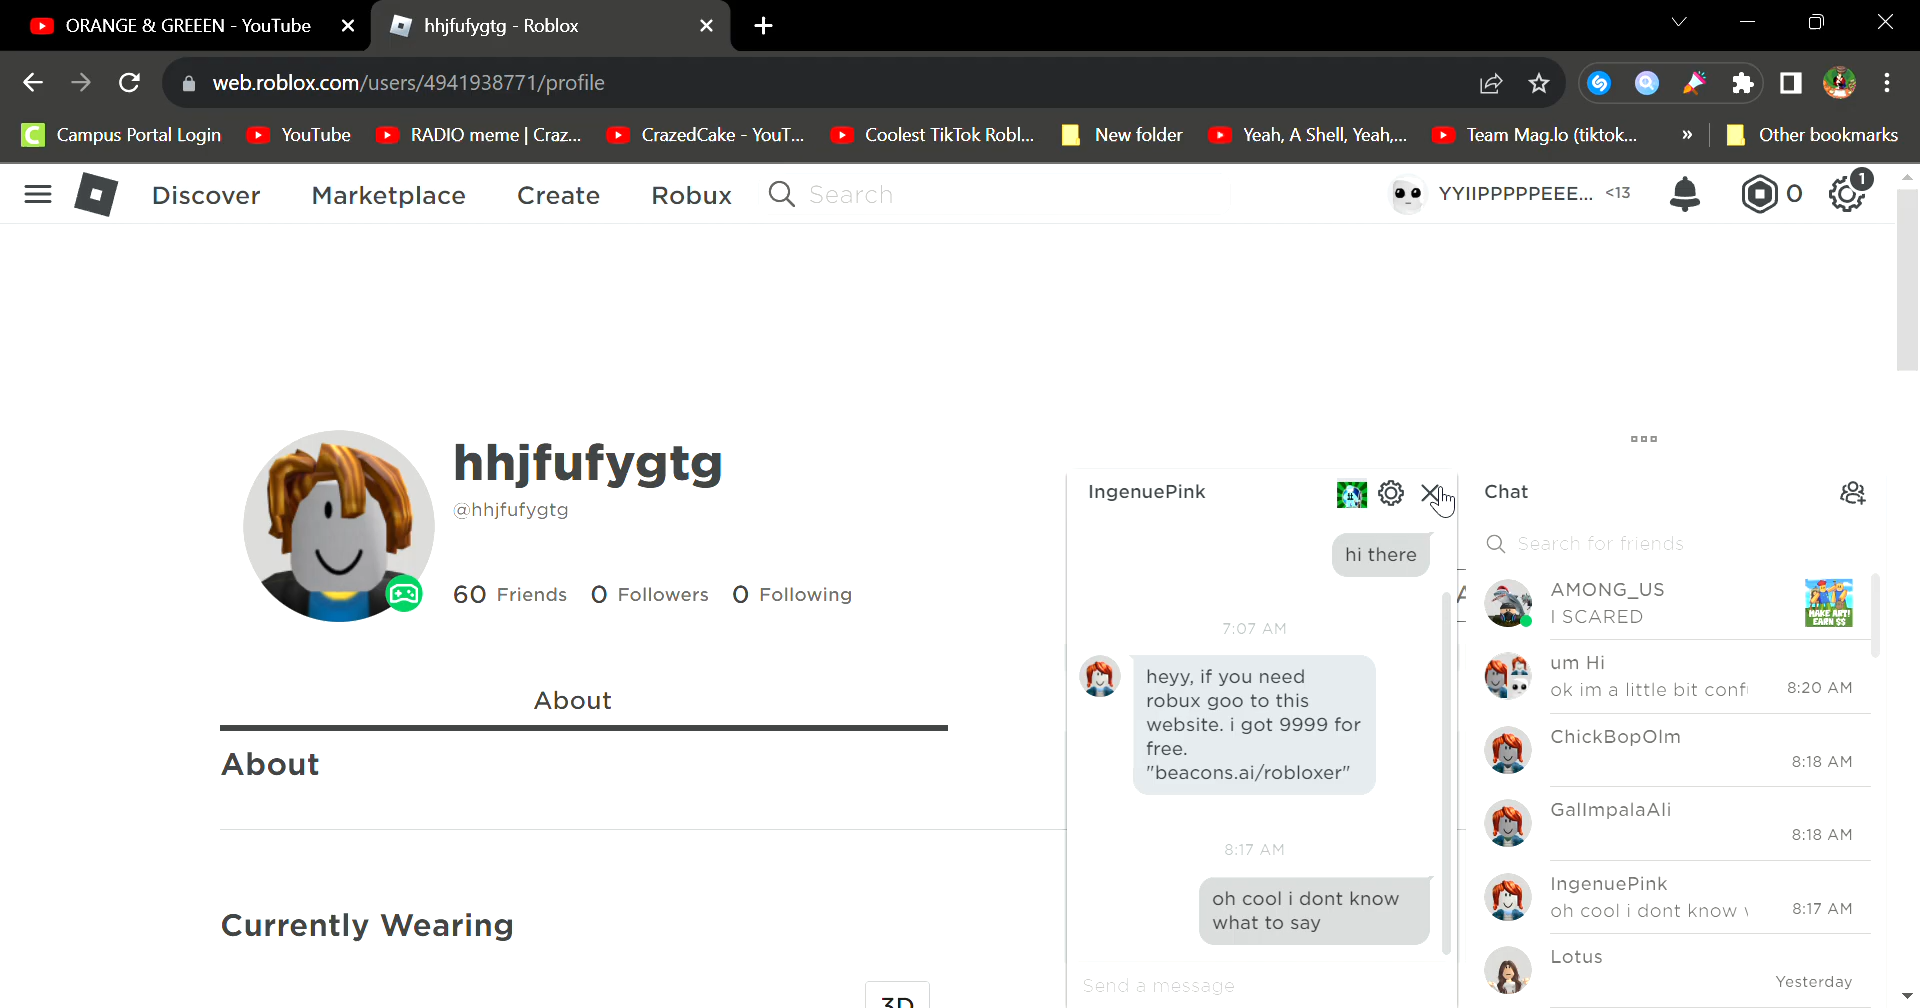 ORANGE & GREEEN - YouTube
hhjfufygtg - Roblox
web.roblox.com/users/4941938771/profile
Campus Portal Login
YouTube
RADIO meme | Craz...
CrazedCake - YouT...
Coolest TikTok Robl...
New folder
Yeah, A Shell, Yeah,...
Team Mag.lo (tiktok...
»
Other bookmarks
Discover
Marketplace
Create
Robux
Search
YYIIPPPPPEEE... <13
0
1
hhjfufygtg
@hhjfufygtg
60 Friends 0 Followers 0 Following
About
About
Currently Wearing
3D
IngenuePink
hi there
7:07 AM
heyy, if you need
robux goo to this
website. i got 9999 for
free.
"beacons.ai/robloxer"
8:17 AM
oh cool i dont know
what to say
Send a message
Chat
Search for friends
AMONG_US
I SCARED
MAKE ART!
EARN $$
um Hi
ok im a little bit conf
8:20 AM
ChickBopOlm
8:18 AM
GalImpalaAli
8:18 AM
IngenuePink
oh cool i dont know
8:17 AM
Lotus
Yesterday